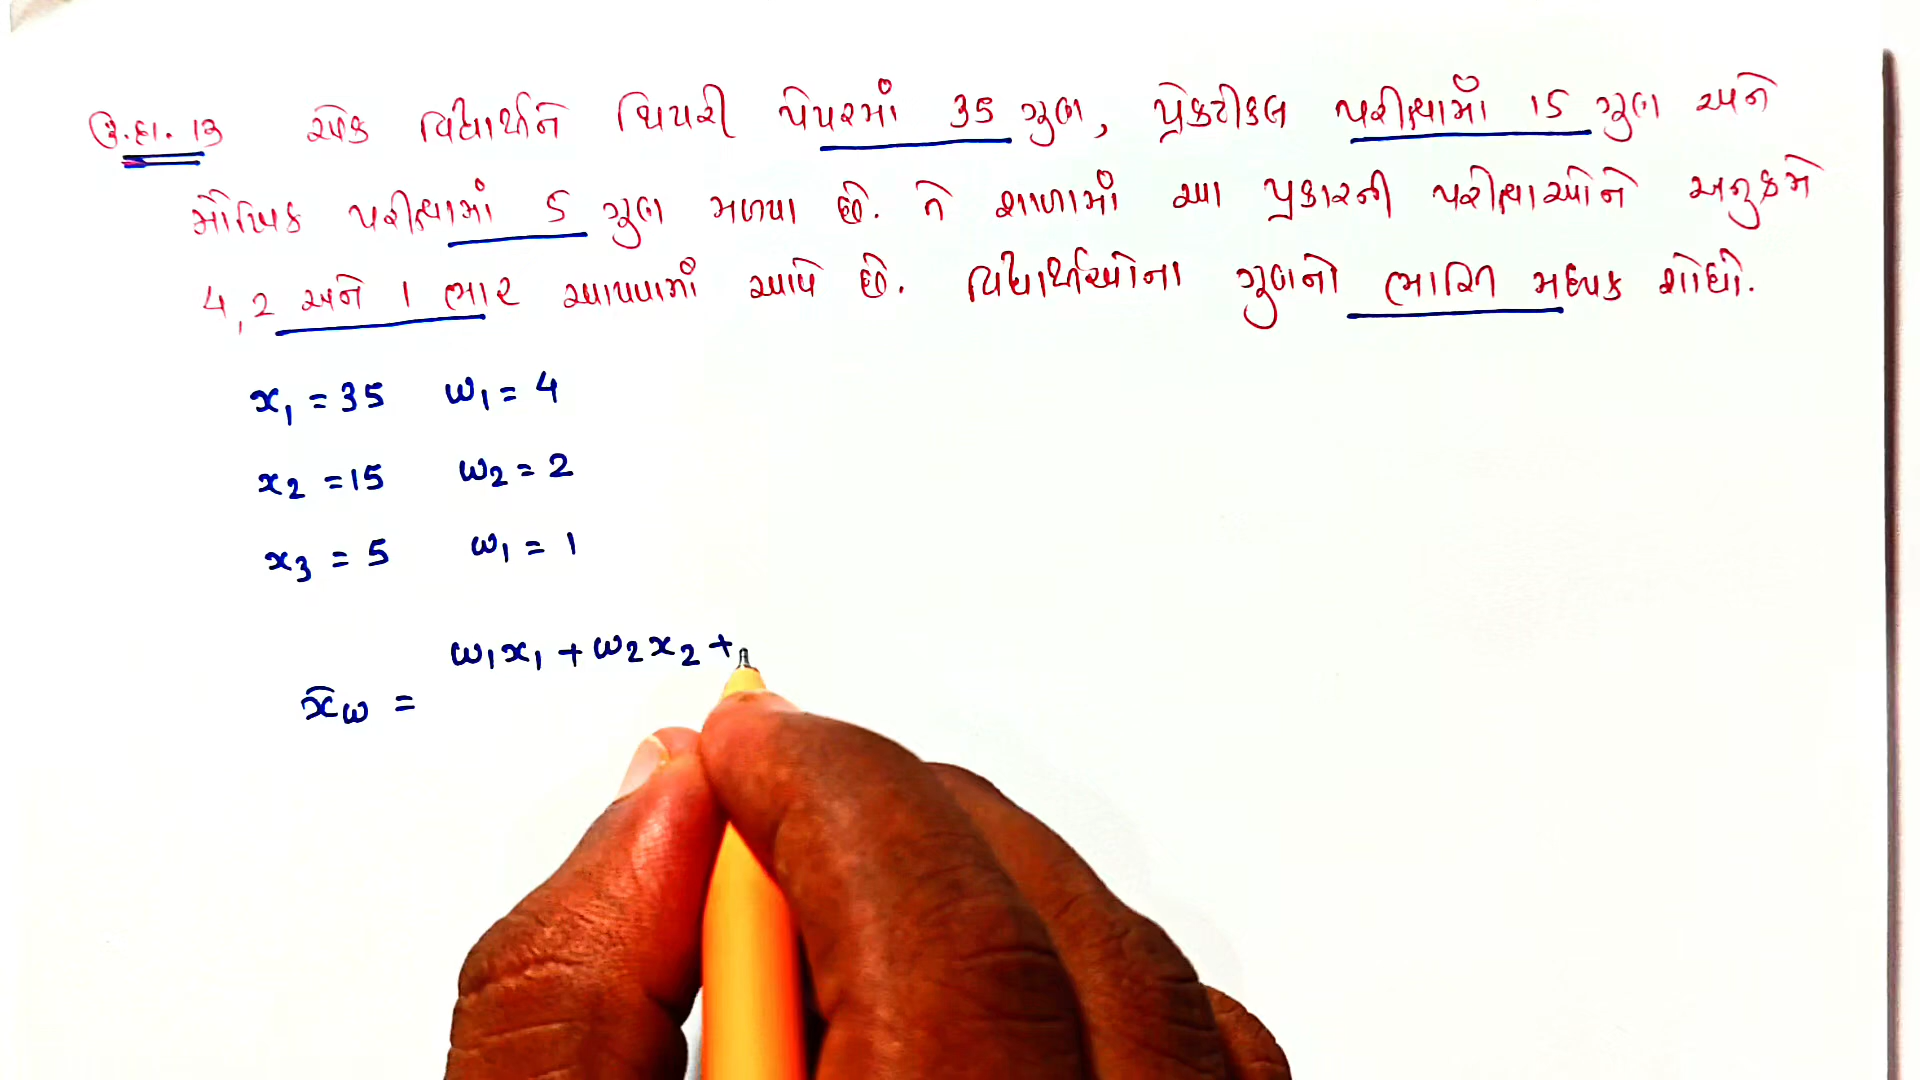 ઉ.દા. 13 એક વિદ્યાર્થીને થિયરી પેપરમાં 35 ગુણ, પ્રેક્ટીકલ પરીક્ષામાં 15 ગુણ અને
મૌખિક પરીક્ષામાં 5 ગુણ મળ્યા છે. તે શાળામાં આ પ્રકારની પરીક્ષાઓને અનુક્રમે
4, 2 અને 1 ભાર આપવામાં આવે છે. વિદ્યાર્થીઓના ગુણનો ભારિત મધ્યક શોધો.
x₁ = 35 w₁ = 4
x₂ = 15 w₂ = 2
x₃ = 5 w₁ = 1
w₁x₁ + w₂x₂ +
x̄w =